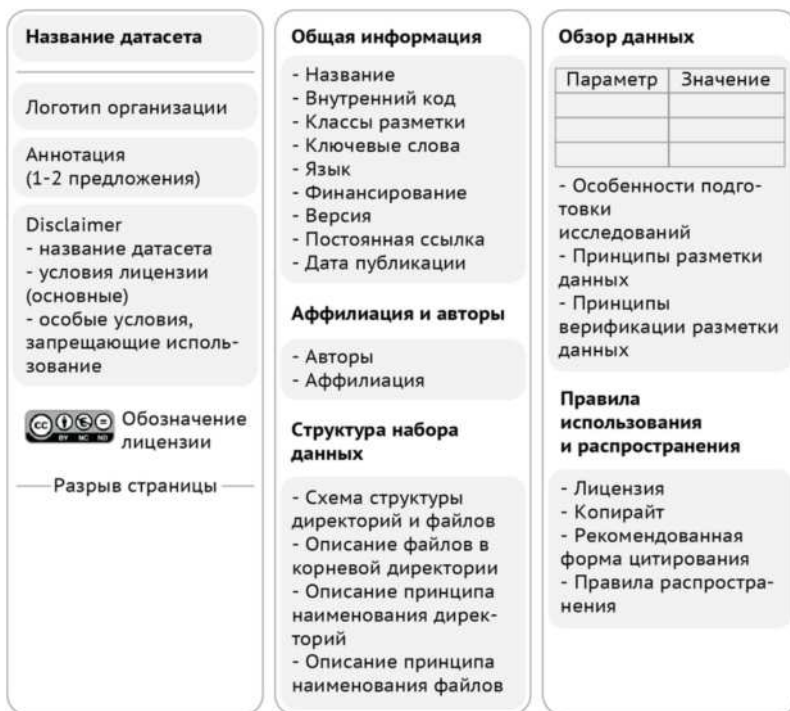 Название датасета
Логотип организации
Аннотация
(1-2 предложения)
Disclaimer
- название датасета
- условия лицензии
(основные)
- особые условия,
запрещающие исполь-
зование
cc BY NC ND
Обозначение
лицензии
Разрыв страницы
Общая информация
- Название
- Внутренний код
- Классы разметки
- Ключевые слова
- Язык
- Финансирование
- Версия
- Постоянная ссылка
- Дата публикации
Аффилиация и авторы
- Авторы
- Аффилиация
Структура набора
данных
- Схема структуры
директорий и файлов
- Описание файлов в
корневой директории
- Описание принципа
наименования дирек-
торий
- Описание принципа
наименования файлов
Обзор данных
Параметр Значение
- Особенности подго-
товки
исследований
- Принципы разметки
данных
- Принципы
верификации разметки
данных
Правила
использования
и распространения
- Лицензия
- Копирайт
- Рекомендованная
форма цитирования
- Правила распростра-
нения